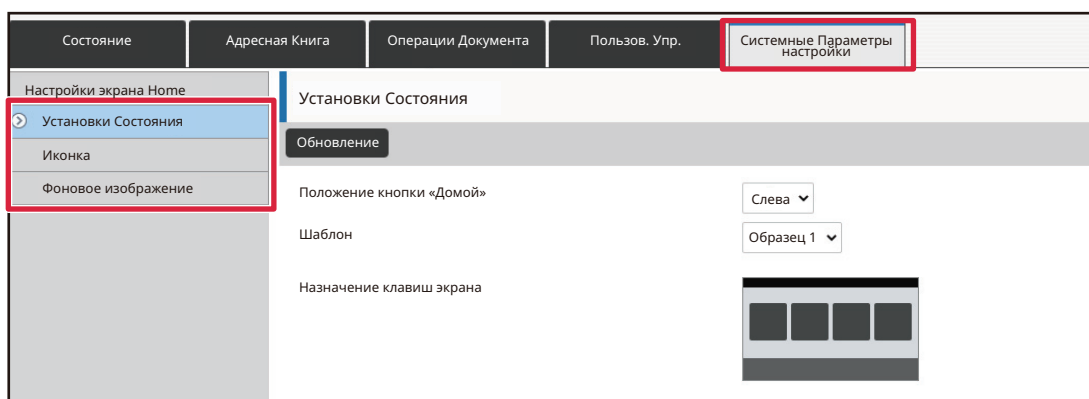 Состояние
Адресная Книга
Операции Документа
Пользов. Упр.
Системные Параметры
настройки
Настройки экрана Home
Установки Состояния
Иконка
Фоновое изображение
Установки Состояния
Обновление
Положение кнопки «Домой»
Слева
Шаблон
Образец 1
Назначение клавиш экрана